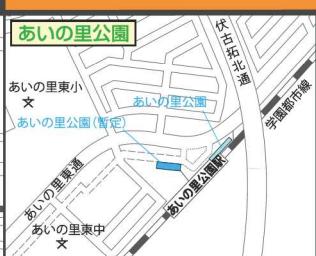 あいの里公園
伏古拓北通
あいの里東小
あいの里公園
学園都市線
あいの里公園(暫定)
あいの里公園駅
あいの里東通
あいの里東中